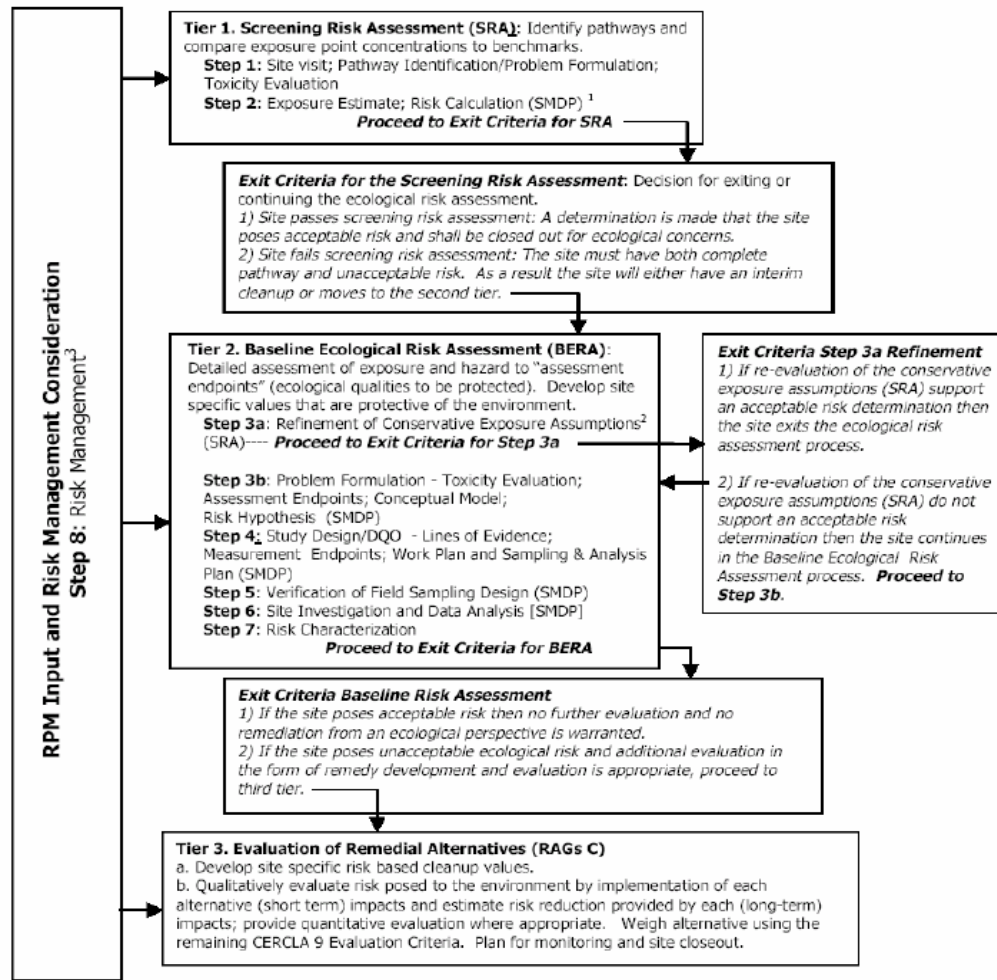 RPM Input and Risk Management Consideration
Step 8: Risk Management3
Tier 1. Screening Risk Assessment (SRA): Identify pathways and
compare exposure point concentrations to benchmarks.
Step 1: Site visit; Pathway Identification/Problem Formulation;
Toxicity Evaluation
Step 2: Exposure Estimate; Risk Calculation (SMDP) 1
Proceed to Exit Criteria for SRA
Exit Criteria for the Screening Risk Assessment: Decision for exiting or
continuing the ecological risk assessment.
1) Site passes screening risk assessment: A determination is made that the site
poses acceptable risk and shall be closed out for ecological concerns.
2) Site fails screening risk assessment: The site must have both complete
pathway and unacceptable risk. As a result the site will either have an interim
cleanup or moves to the second tier.
Tier 2. Baseline Ecological Risk Assessment (BERA):
Detailed assessment of exposure and hazard to “assessment
endpoints” (ecological qualities to be protected). Develop site
specific values that are protective of the environment.
Step 3a: Refinement of Conservative Exposure Assumptions2
(SRA)---- Proceed to Exit Criteria for Step 3a
Step 3b: Problem Formulation - Toxicity Evaluation;
Assessment Endpoints; Conceptual Model;
Risk Hypothesis (SMDP)
Step 4: Study Design/DQO - Lines of Evidence;
Measurement Endpoints; Work Plan and Sampling & Analysis
Plan (SMDP)
Step 5: Verification of Field Sampling Design (SMDP)
Step 6: Site Investigation and Data Analysis [SMDP]
Step 7: Risk Characterization
Proceed to Exit Criteria for BERA
Exit Criteria Step 3a Refinement
1) If re-evaluation of the conservative
exposure assumptions (SRA) support
an acceptable risk determination then
the site exits the ecological risk
assessment process.
2) If re-evaluation of the conservative
exposure assumptions (SRA) do not
support an acceptable risk
determination then the site continues
in the Baseline Ecological Risk
Assessment process. Proceed to
Step 3b.
Exit Criteria Baseline Risk Assessment
1) If the site poses acceptable risk then no further evaluation and no
remediation from an ecological perspective is warranted.
2) If the site poses unacceptable ecological risk and additional evaluation in
the form of remedy development and evaluation is appropriate, proceed to
third tier.
Tier 3. Evaluation of Remedial Alternatives (RAGs C)
a. Develop site specific risk based cleanup values.
b. Qualitatively evaluate risk posed to the environment by implementation of each
alternative (short term) impacts and estimate risk reduction provided by each (long-term)
impacts; provide quantitative evaluation where appropriate. Weigh alternative using the
remaining CERCLA 9 Evaluation Criteria. Plan for monitoring and site closeout.